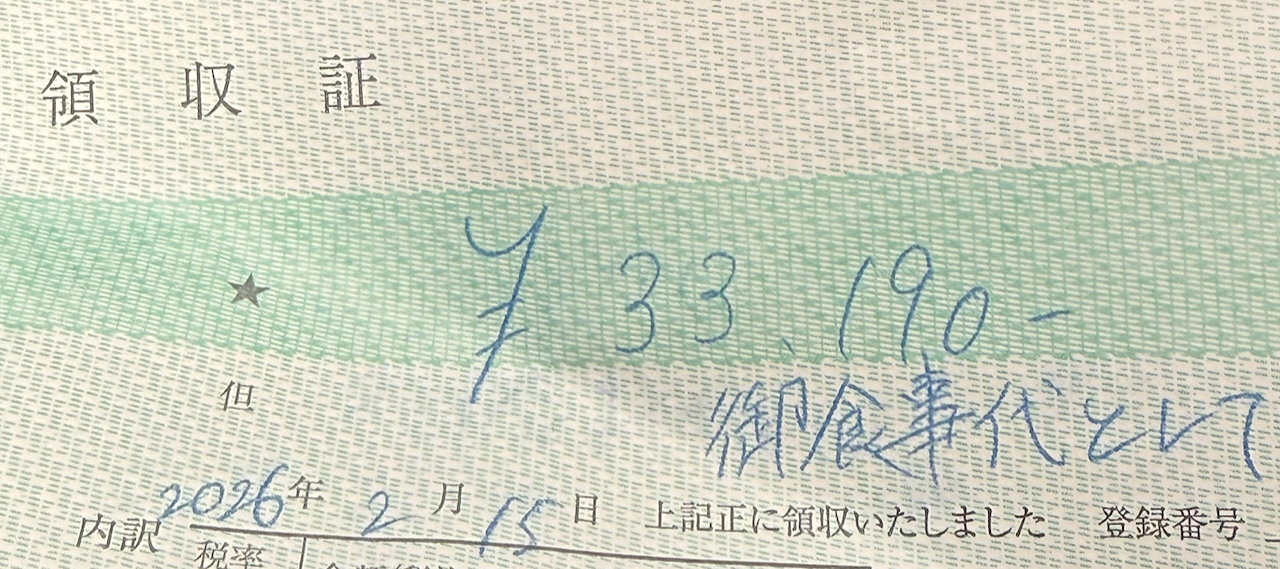 領収証
★ ¥33,190-
但 御食事代として
2026年2月15日 上記正に領収いたしました 登録番号
内訳
税率